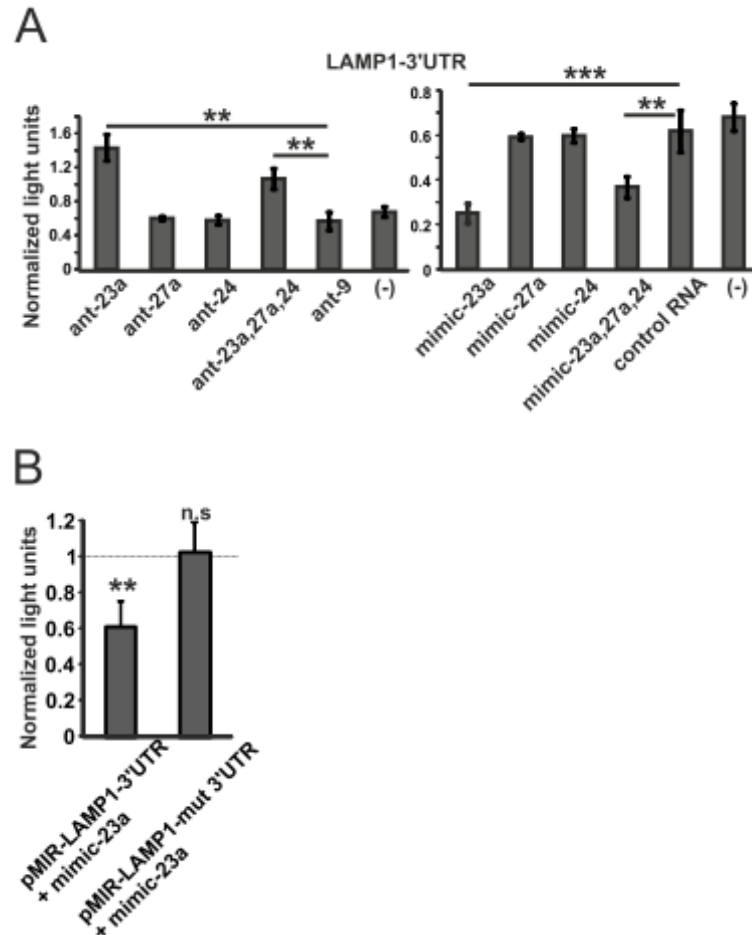 A
LAMP1-3'UTR
Normalized light units
1.6
1.2
0.8
0.4
0
**
**
ant-23a
ant-27a
ant-24
ant-23a,27a,24
ant-9
(-)
0.8
0.6
0.4
0.2
0
***
**
mimic-23a
mimic-27a
mimic-24
mimic-23a,27a,24
control RNA
(-)
B
Normalized light units
1.2
1
0.8
0.6
0.4
0.2
0
**
n.s
pMIR-LAMP1-3'UTR
+ mimic-23a
pMIR-LAMP1-mut 3'UTR
+ mimic-23a